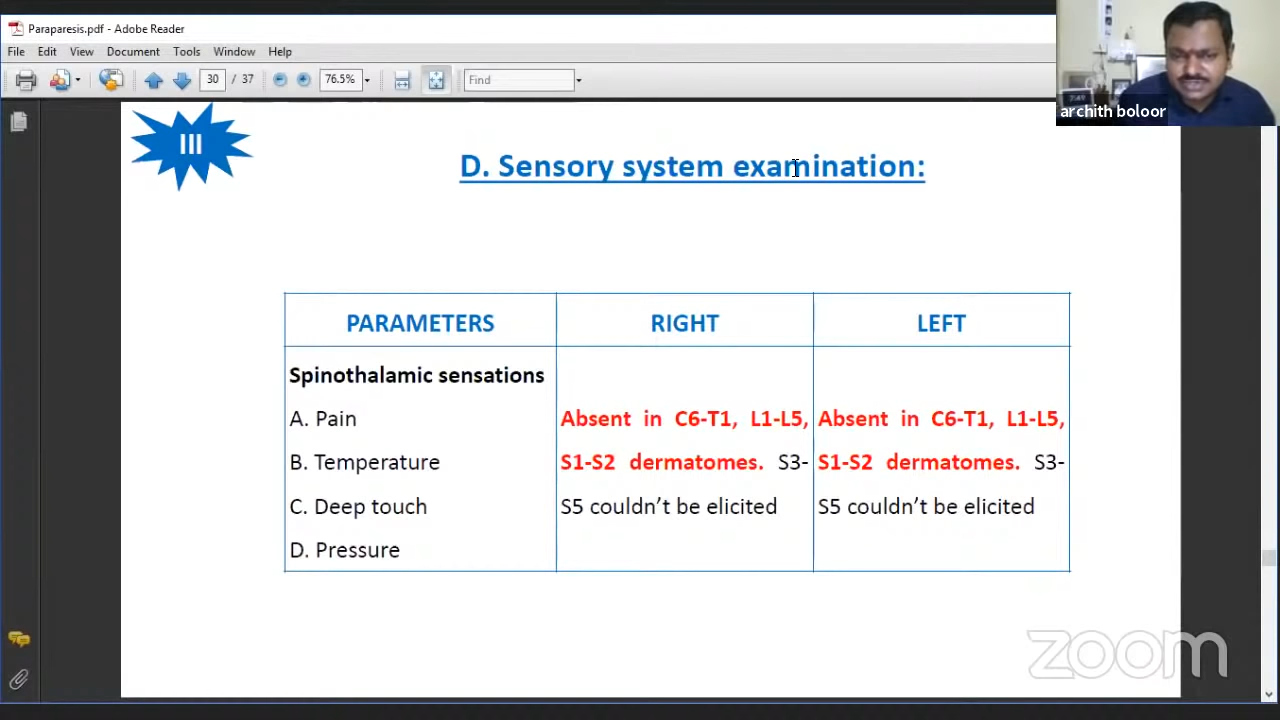 Paraparesis.pdf - Adobe Reader
File Edit View Document Tools Window Help
30 / 37 76.5% Find
archith boloor
III
D. Sensory system examination:
PARAMETERS RIGHT LEFT
Spinothalamic sensations
A. Pain Absent in C6-T1, L1-L5, Absent in C6-T1, L1-L5,
B. Temperature S1-S2 dermatomes. S3- S1-S2 dermatomes. S3-
C. Deep touch S5 couldn’t be elicited S5 couldn’t be elicited
D. Pressure
zoom